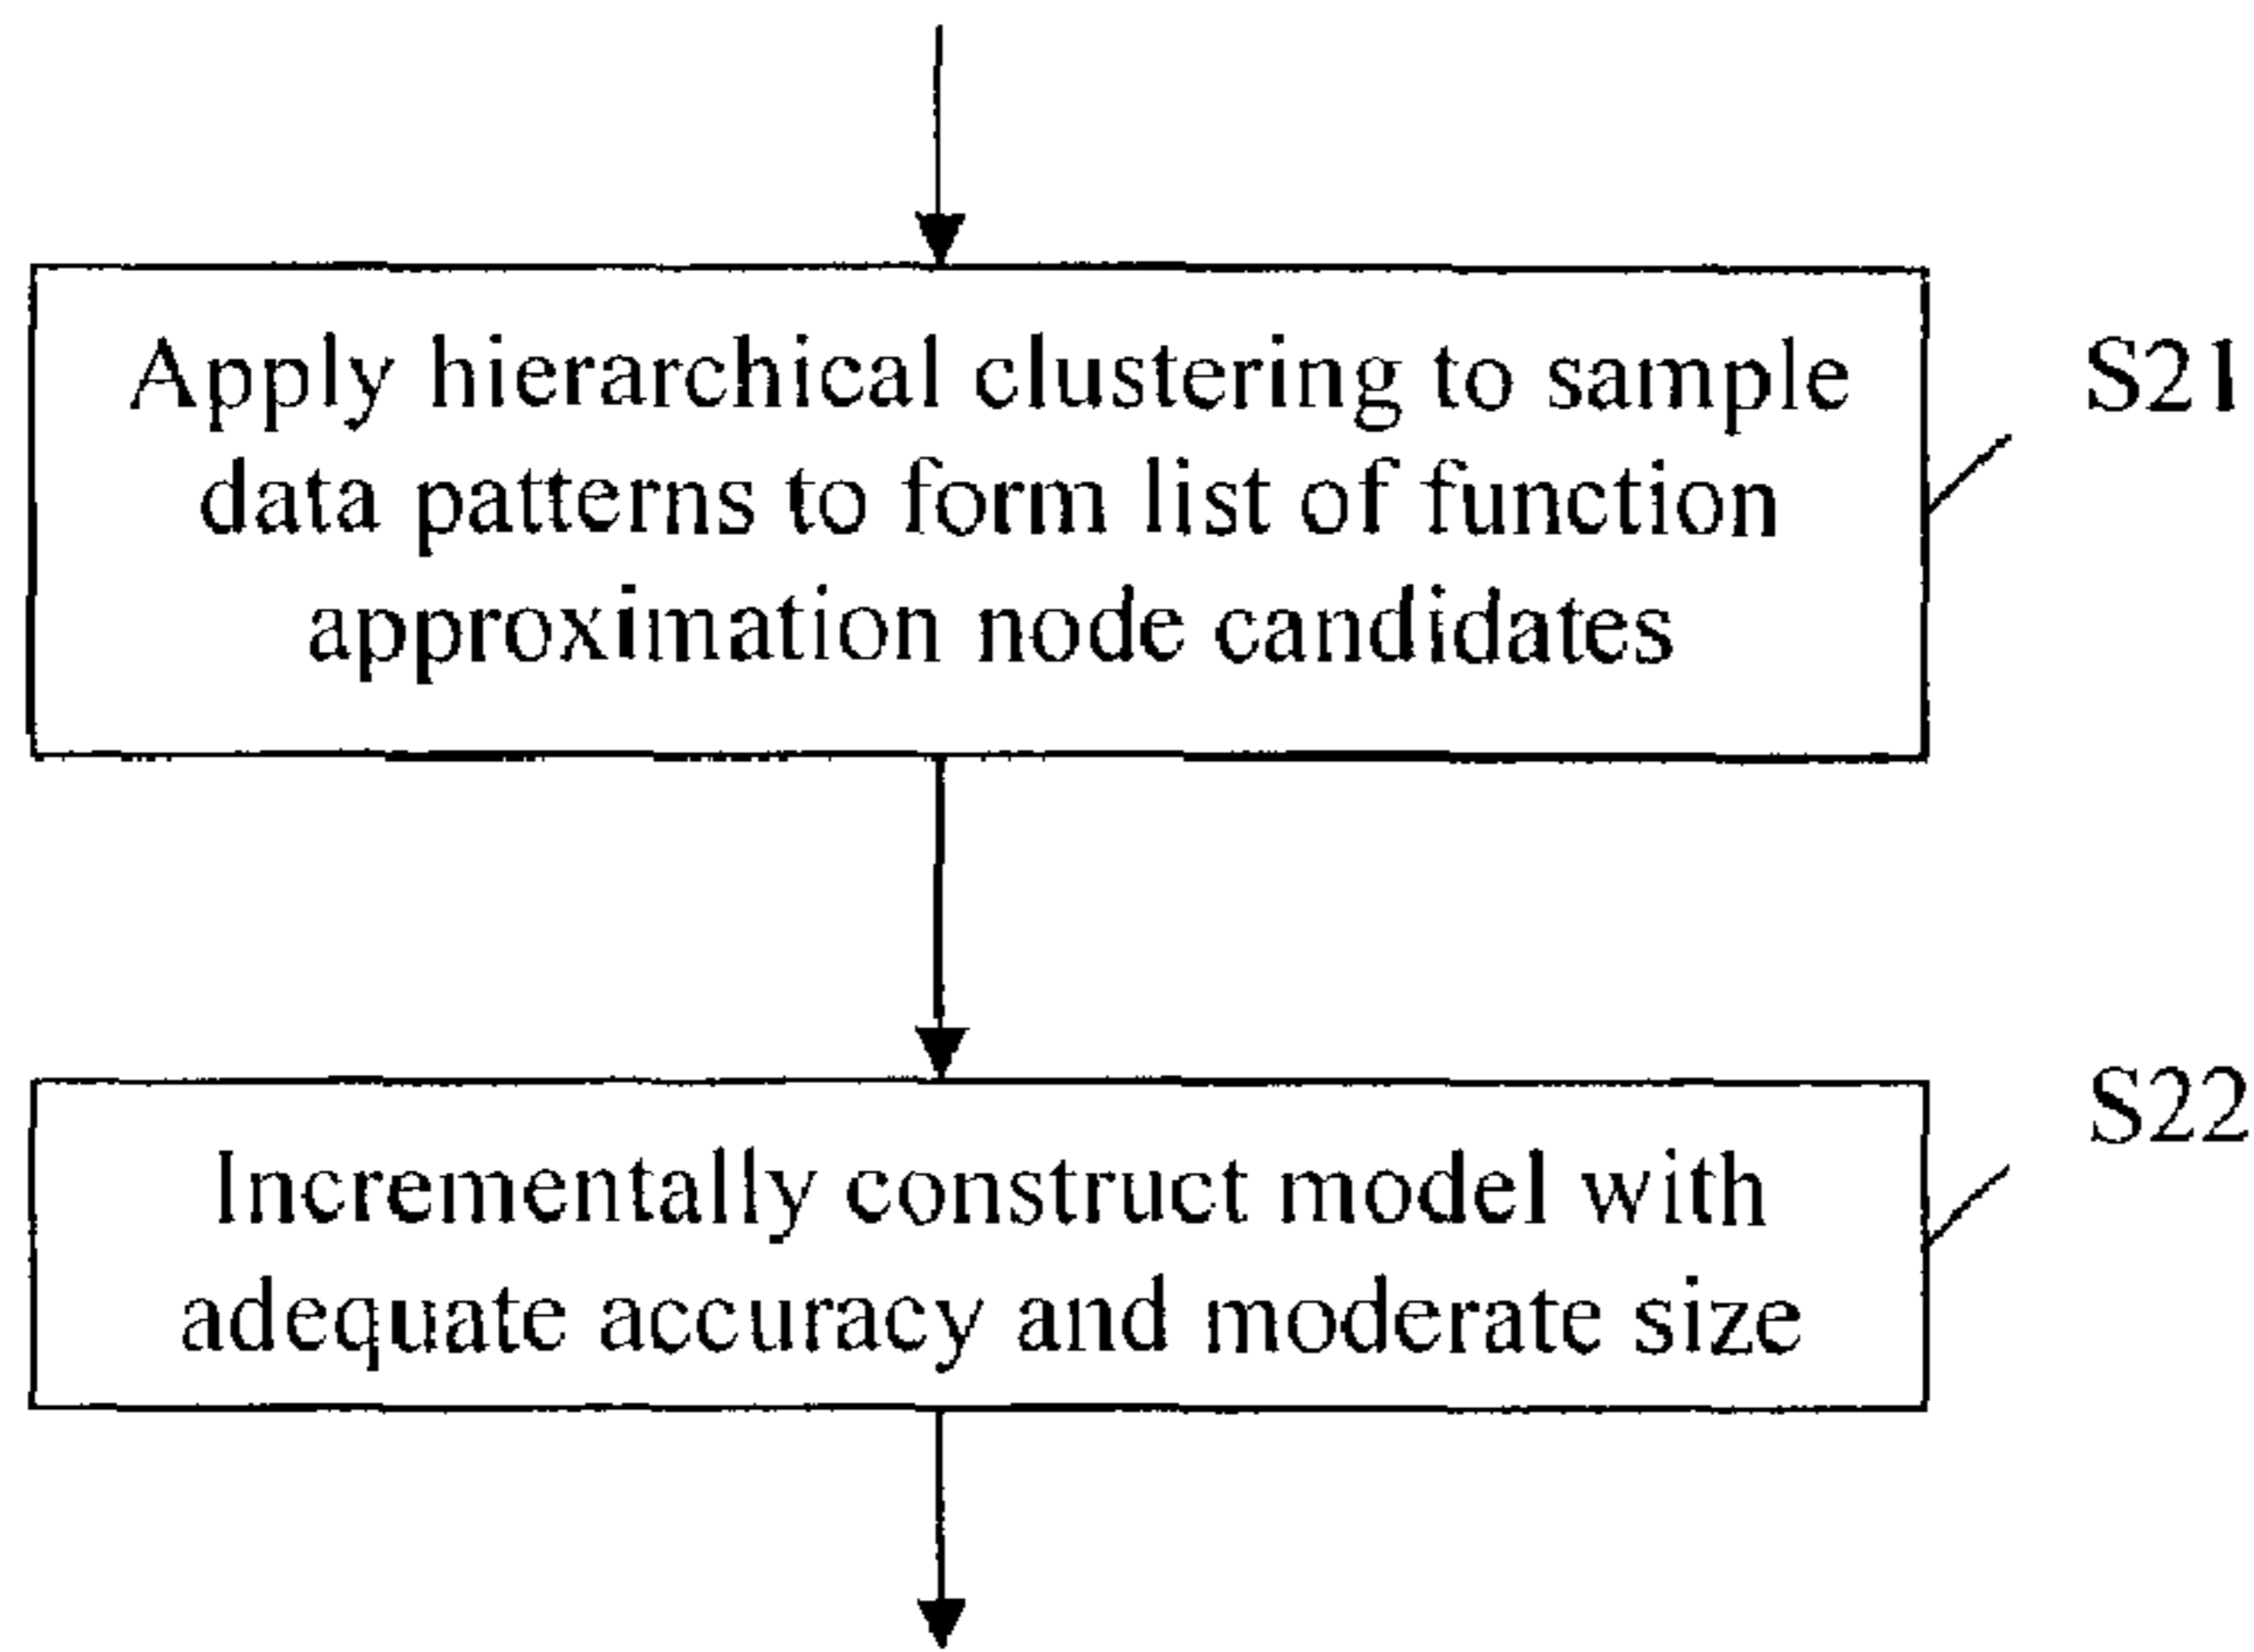 Apply hierarchical clustering to sample
data patterns to form list of function
approximation node candidates
S21
Incrementally construct model with
adequate accuracy and moderate size
S22